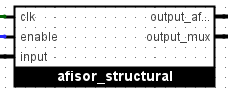 clk output_af...
enable output_mux
input
afisor_structural